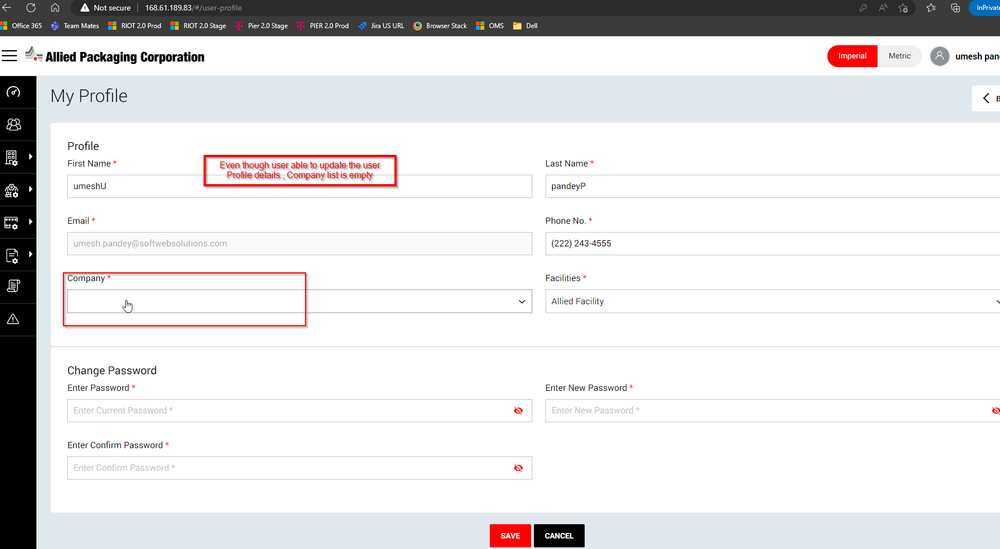 Not secure
168.61.189.83/#/user-profile
InPrivate
Office 365
Team Mates
RIOT 2.0 Prod
RIOT 2.0 Stage
Pier 2.0 Stage
PIER 2.0 Prod
Jira US URL
Browser Stack
OMS
Dell
Allied Packaging Corporation
Imperial
Metric
umesh pan
My Profile
B
Profile
First Name *
Even though user able to update the user
Profile details , Company list is empty
Last Name *
umeshU
pandeyP
Email *
Phone No. *
umesh.pandey@softwebsolutions.com
(222) 243-4555
Company *
Facilities *
Allied Facility
Change Password
Enter Password *
Enter New Password *
Enter Current Password *
Enter New Password *
Enter Confirm Password *
Enter Confirm Password *
SAVE
CANCEL